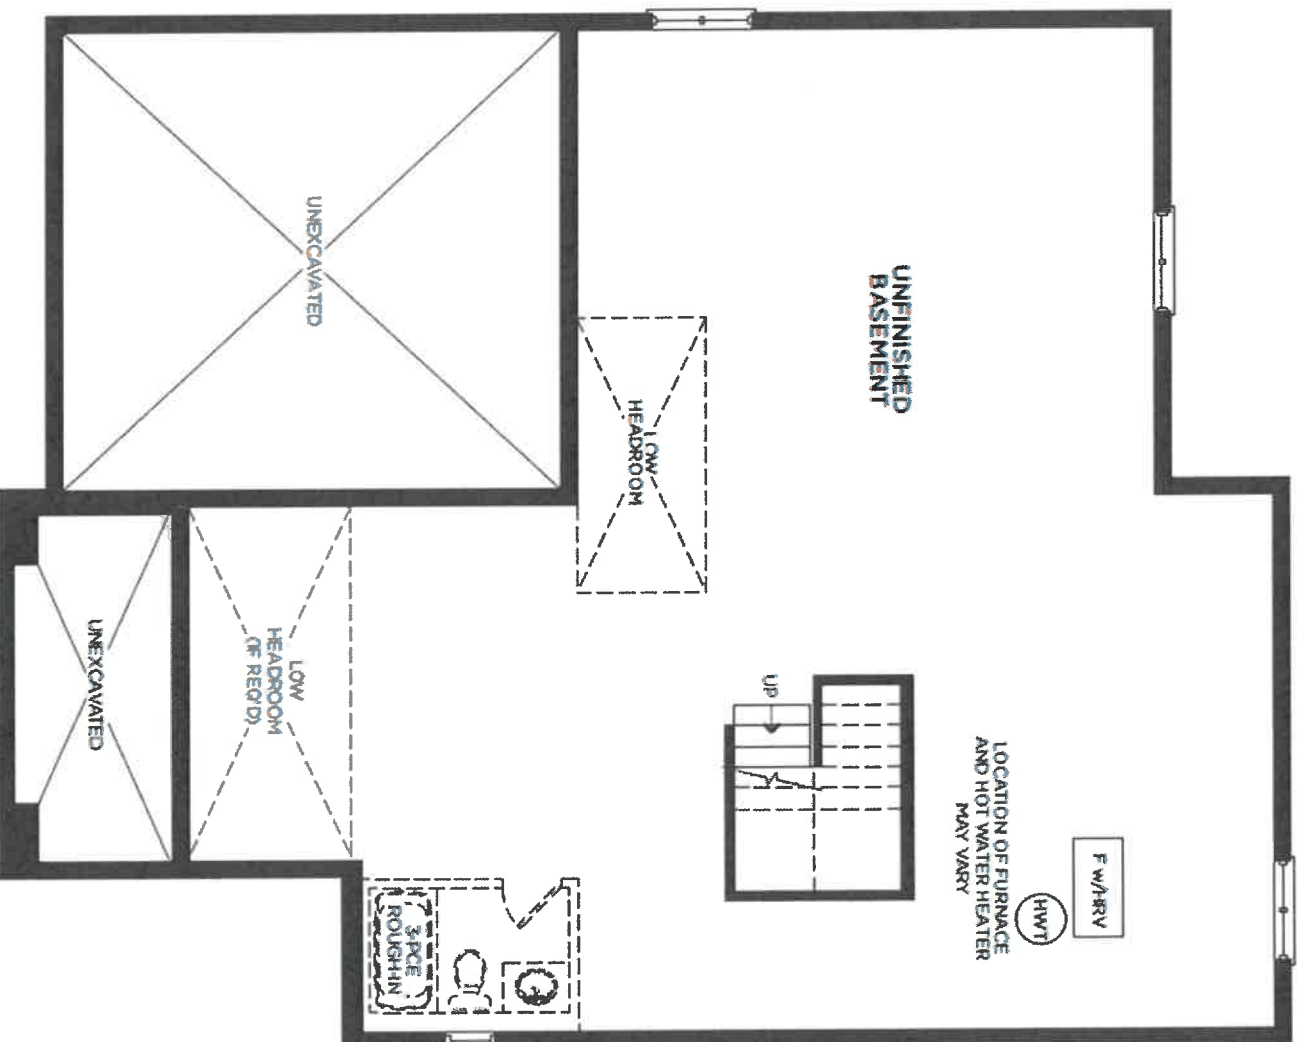 UNFINISHED
BASEMENT
UNEXCAVATED
LOW
HEADROOM
LOW
HEADROOM
(IF REQ'D)
UNEXCAVATED
UP
LOCATION OF FURNACE
AND HOT WATER HEATER
MAY VARY
F W/HRV
HWT
3-PCE
ROUGH-IN